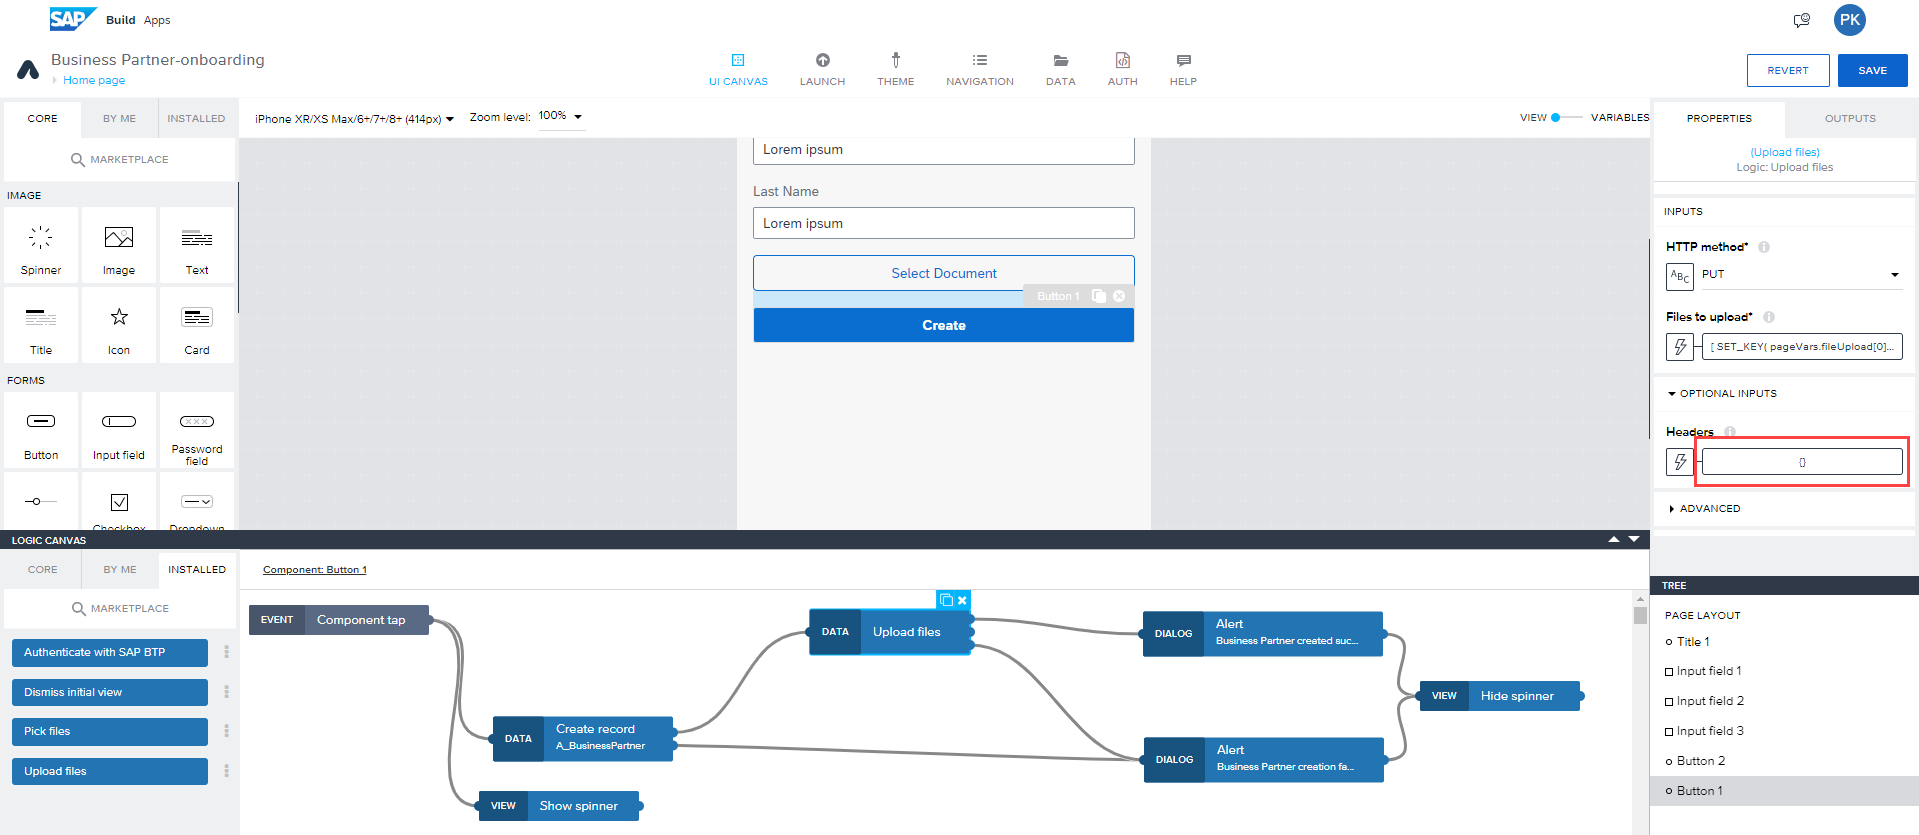 SAP Build Apps
PK
Business Partner-onboarding
Home page
UI CANVAS
LAUNCH
THEME
NAVIGATION
DATA
AUTH
HELP
REVERT
SAVE
CORE
BY ME
INSTALLED
MARKETPLACE
IMAGE
Spinner
Image
Text
Title
Icon
Card
FORMS
Button
Input field
Password
field
Checkbox
Dropdown
iPhone XR/XS Max/6+/7+/8+ (414px)
Zoom level:
100%
VIEW
VARIABLES
Lorem ipsum
Last Name
Lorem ipsum
Select Document
Button 1
Create
PROPERTIES
OUTPUTS
(Upload files)
Logic: Upload files
INPUTS
HTTP method*
ABC
PUT
Files to upload*
[ SET_KEY( pageVars.fileUpload[0]...
OPTIONAL INPUTS
Headers
{}
ADVANCED
LOGIC CANVAS
CORE
BY ME
INSTALLED
MARKETPLACE
Authenticate with SAP BTP
Dismiss initial view
Pick files
Upload files
Component: Button 1
EVENT
Component tap
DATA
Create record
A_BusinessPartner
VIEW
Show spinner
DATA
Upload files
DIALOG
Alert
Business Partner created suc...
DIALOG
Alert
Business Partner creation fa...
VIEW
Hide spinner
TREE
PAGE LAYOUT
Title 1
Input field 1
Input field 2
Input field 3
Button 2
Button 1